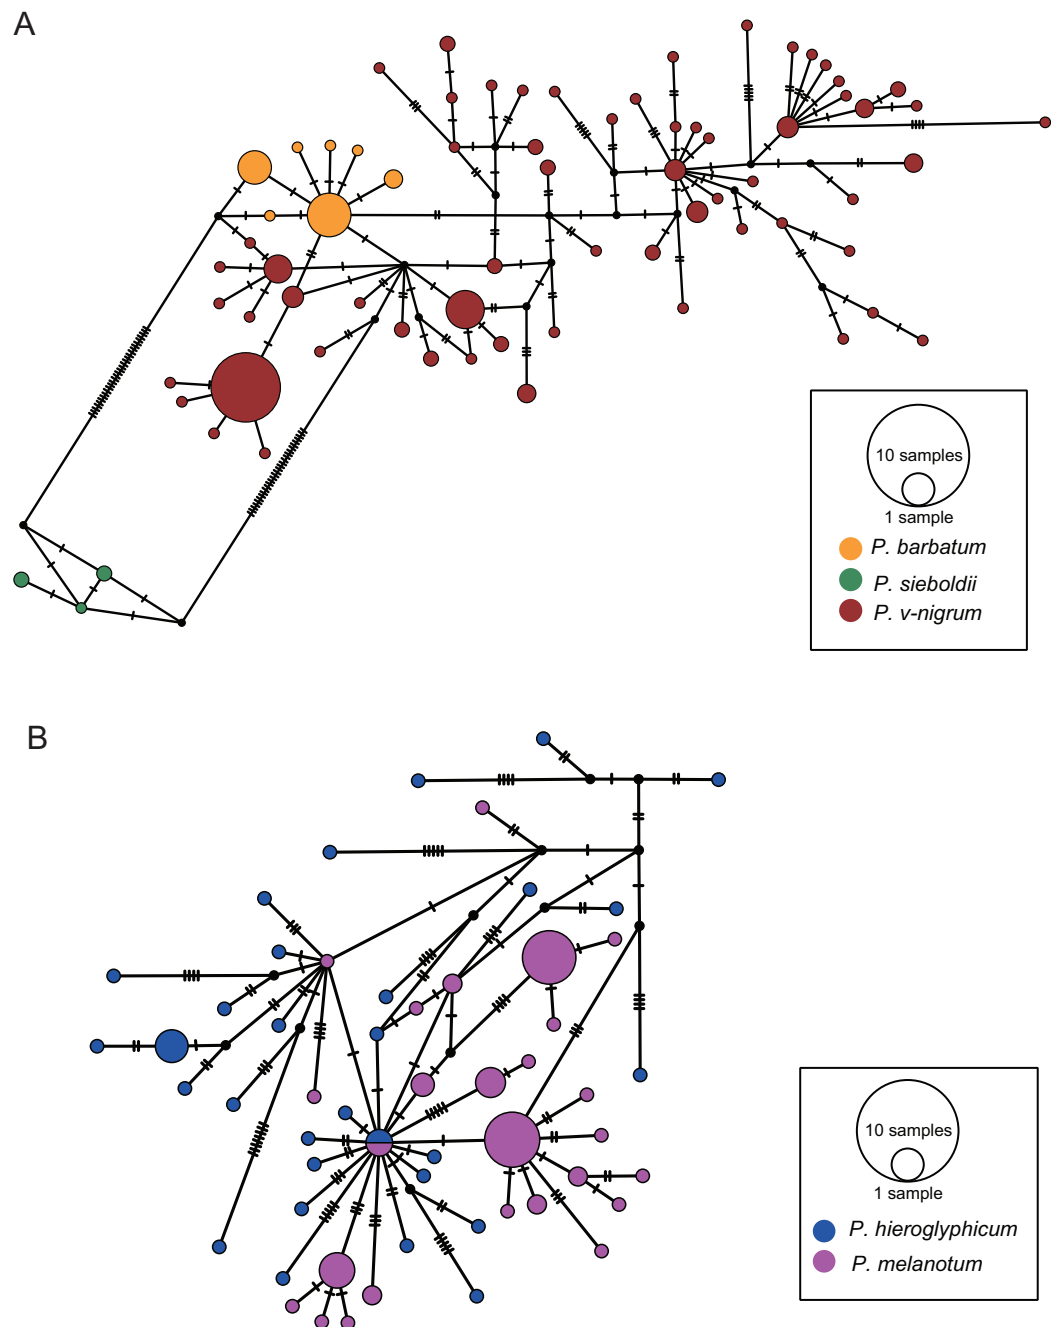 A
10 samples
1 sample
P. barbatum
P. sieboldii
P. v-nigrum
B
10 samples
1 sample
P. hieroglyphicum
P. melanotum